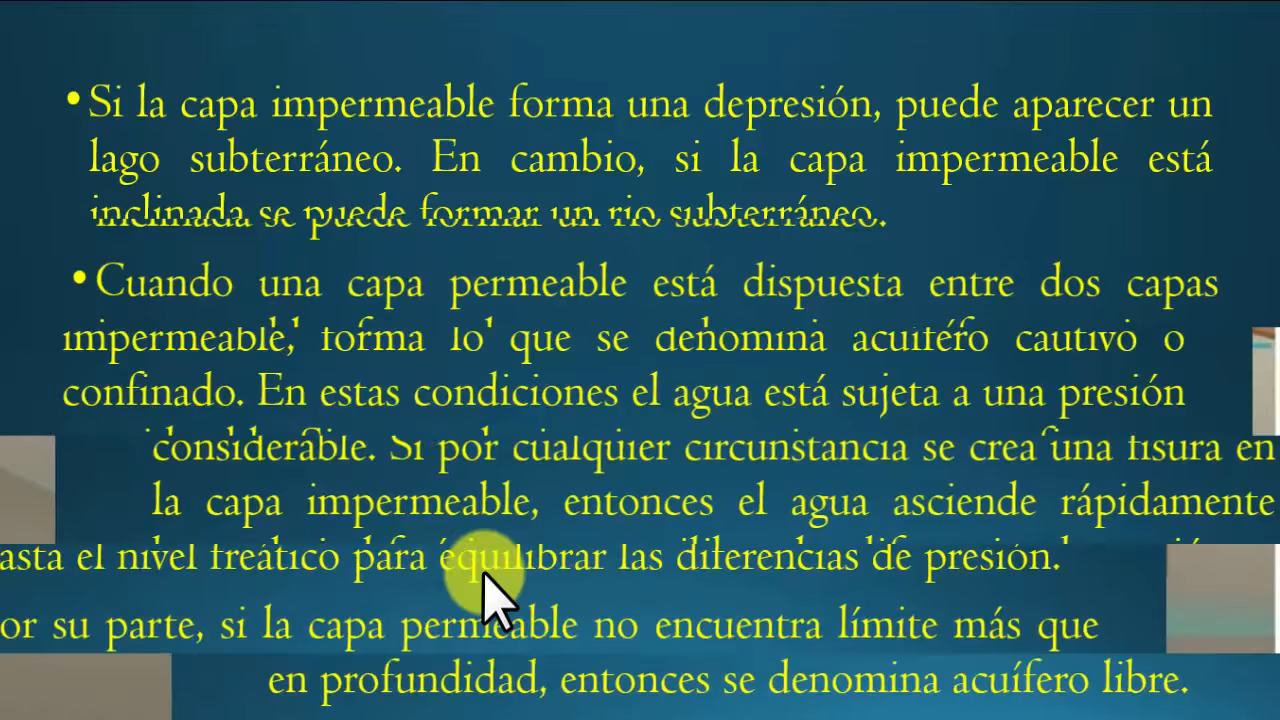 •Si la capa impermeable forma una depresión, puede aparecer un
lago subterráneo. En cambio, si la capa impermeable está
inclinada se puede formar un rio subterráneo.
•Cuando una capa permeable está dispuesta entre dos capas
impermeable, forma lo que se denomina acuiféro cautivo o
confinado. En estas condiciones el agua está sujeta a una presión
considerable. Si por cualquier circunstancia se crea una fisura en
la capa impermeable, entonces el agua asciende rápidamente
asta el nivel freático para equilibrar las diferencias de presión.
or su parte, si la capa permeable no encuentra límite más que
en profundidad, entonces se denomina acuífero libre.